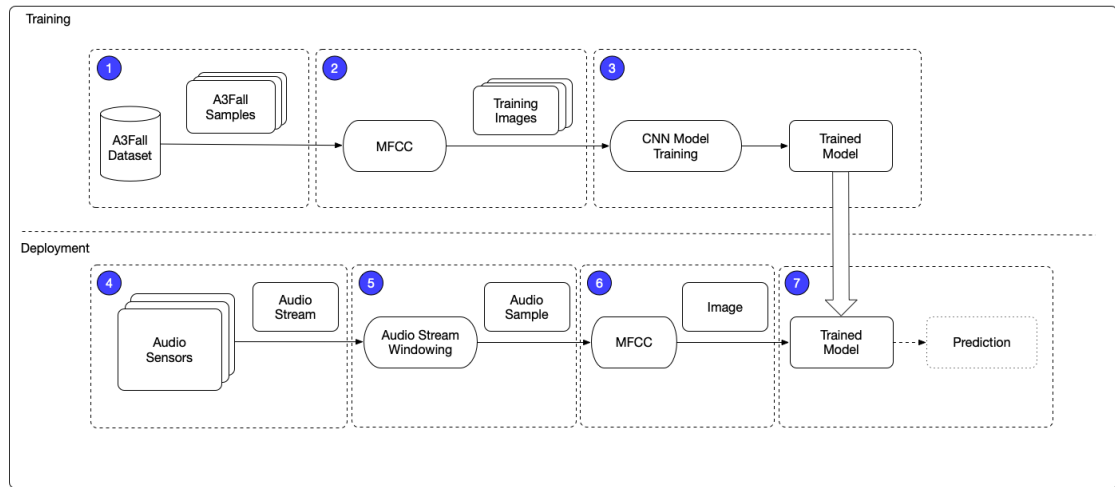 Training
1
A3Fall
Dataset
A3Fall
Samples
2
MFCC
Training
Images
3
CNN Model
Training
Trained
Model
Deployment
4
Audio
Sensors
Audio
Stream
5
Audio Stream
Windowing
Audio
Sample
6
MFCC
Image
7
Trained
Model
Prediction